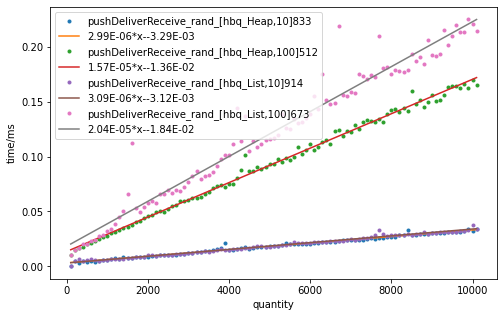 pushDeliverReceive_rand_[hbq_Heap,10]833
2.99E-06*x--3.29E-03
pushDeliverReceive_rand_[hbq_Heap,100]512
1.57E-05*x--1.36E-02
pushDeliverReceive_rand_[hbq_List,10]914
3.09E-06*x--3.12E-03
pushDeliverReceive_rand_[hbq_List,100]673
2.04E-05*x--1.84E-02
time/ms
0.20
0.15
0.10
0.05
0.00
0
2000
4000
6000
8000
10000
quantity